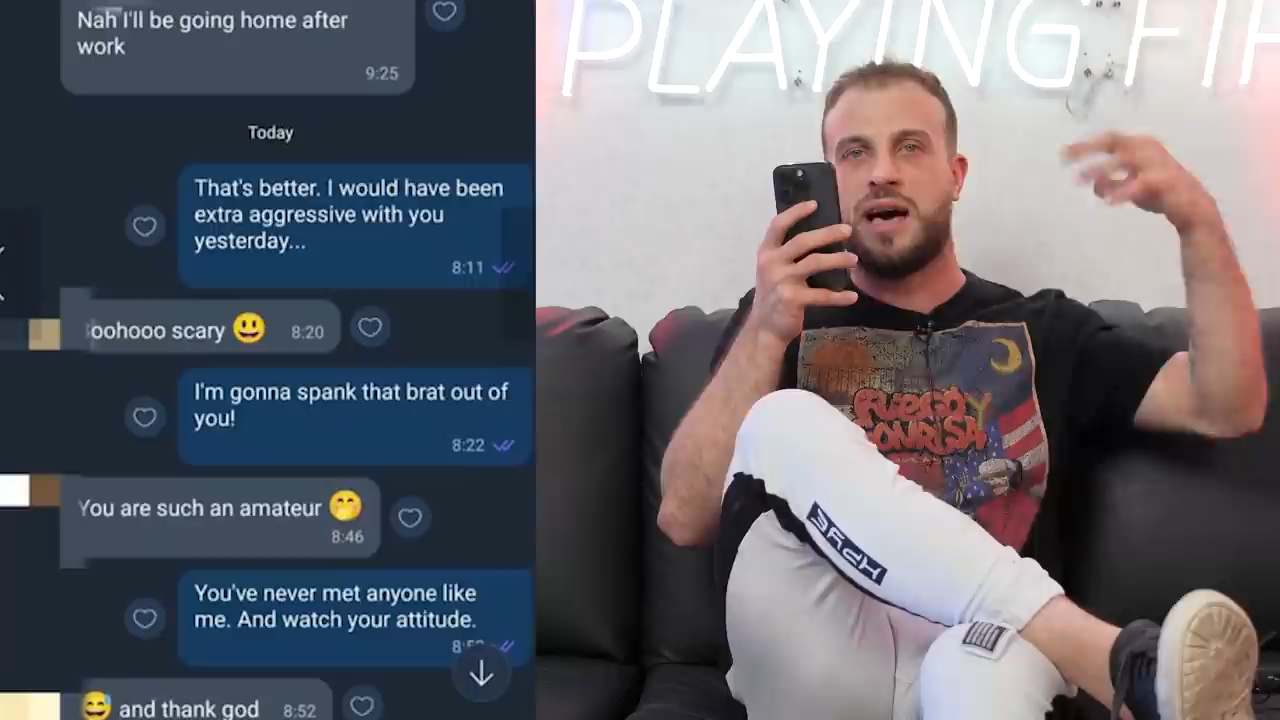 Nah I'll be going home after
work
9:25
Today
That's better. I would have been
extra aggressive with you
yesterday...
8:11
oohooo scary 😃 8:20
I'm gonna spank that brat out of
you!
8:22
You are such an amateur 🤭
8:46
You've never met anyone like
me. And watch your attitude.
😅 and thank god 8:52
PLAYING FIR
FUEGO Y
SONRISA
HYPE